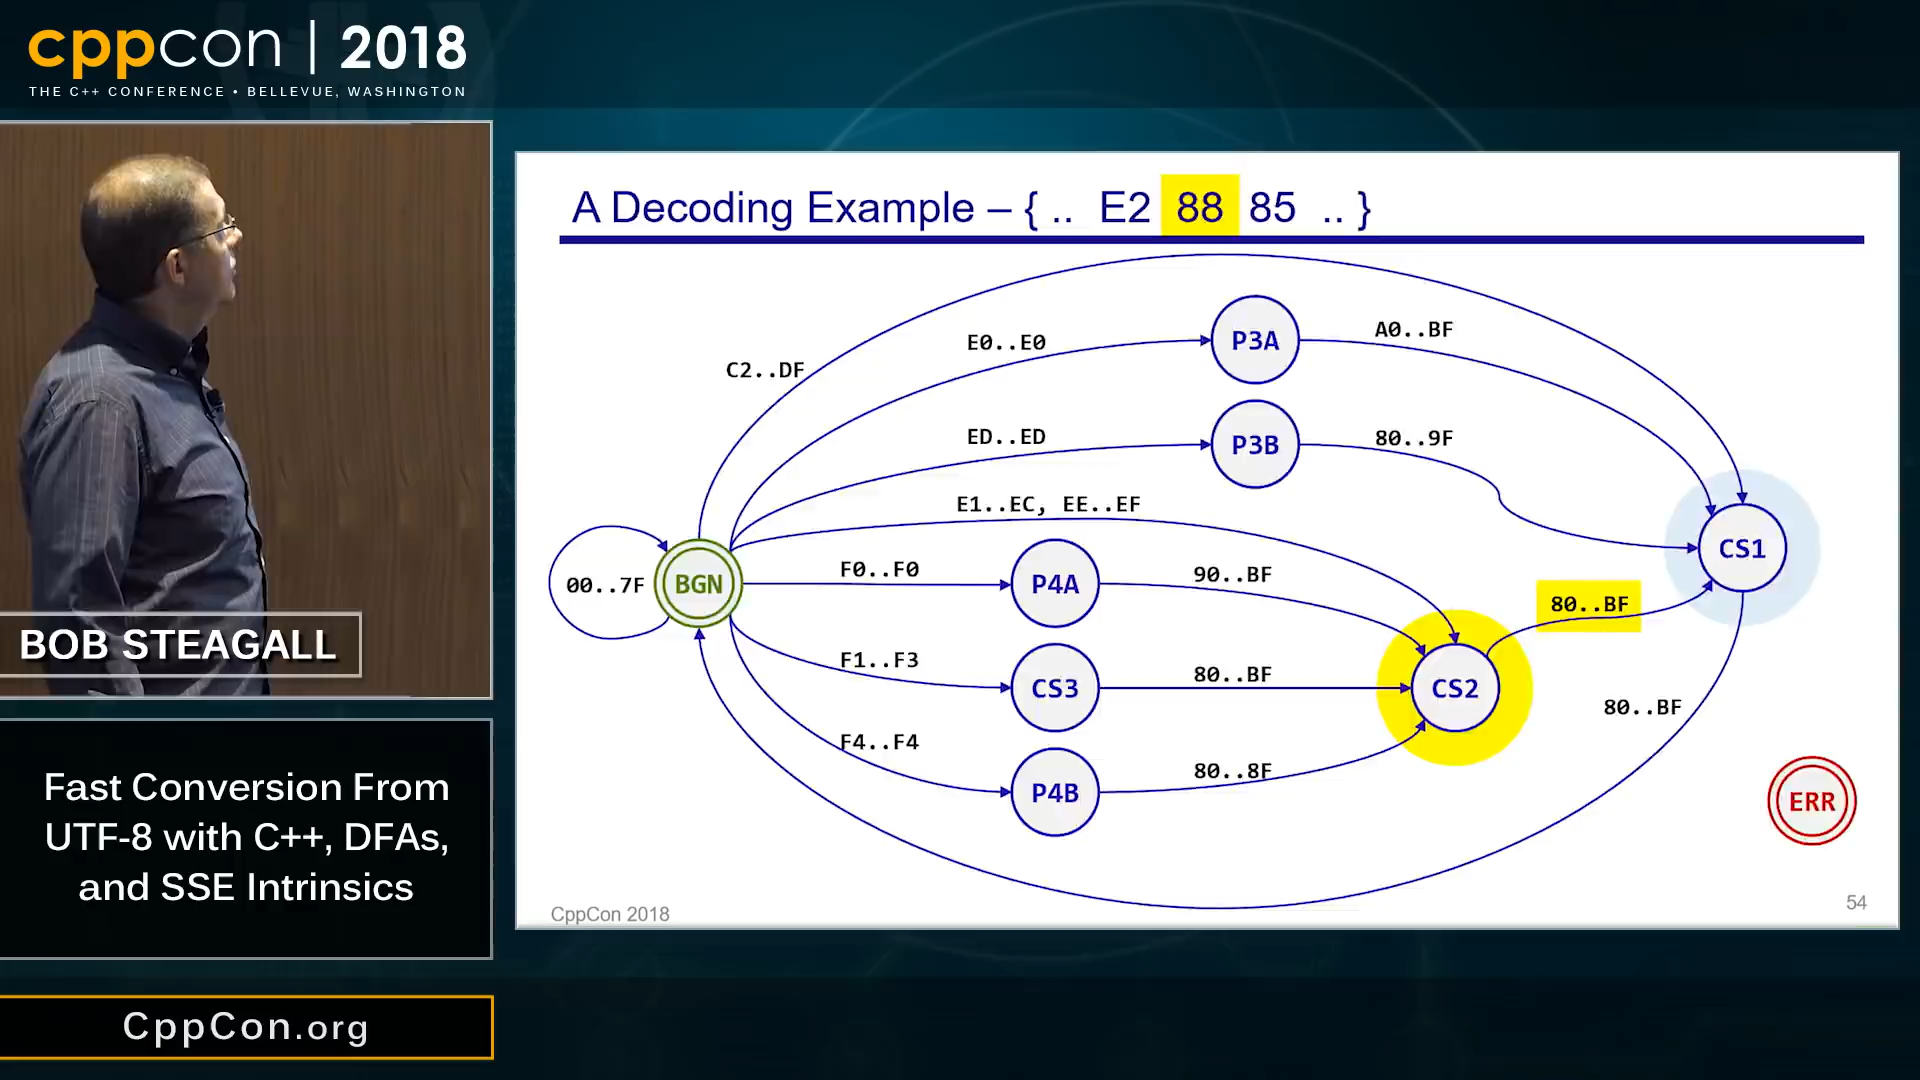 cppcon | 2018
THE C++ CONFERENCE • BELLEVUE, WASHINGTON
BOB STEAGALL
Fast Conversion From
UTF-8 with C++, DFAs,
and SSE Intrinsics
CppCon.org
A Decoding Example – { .. E2 88 85 .. }
C2..DF
E0..E0
P3A
A0..BF
ED..ED
P3B
80..9F
E1..EC, EE..EF
CS1
00..7F
BGN
F0..F0
P4A
90..BF
80..BF
F1..F3
CS3
80..BF
CS2
80..BF
F4..F4
P4B
80..8F
ERR
CppCon 2018
54